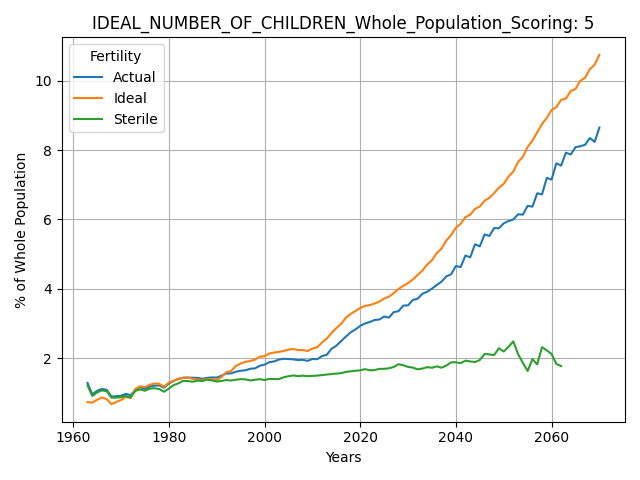 IDEAL_NUMBER_OF_CHILDREN_Whole_Population_Scoring: 5
Fertility
Actual
Ideal
Sterile
% of Whole Population
10
8
6
4
2
1960
1980
2000
2020
2040
2060
Years